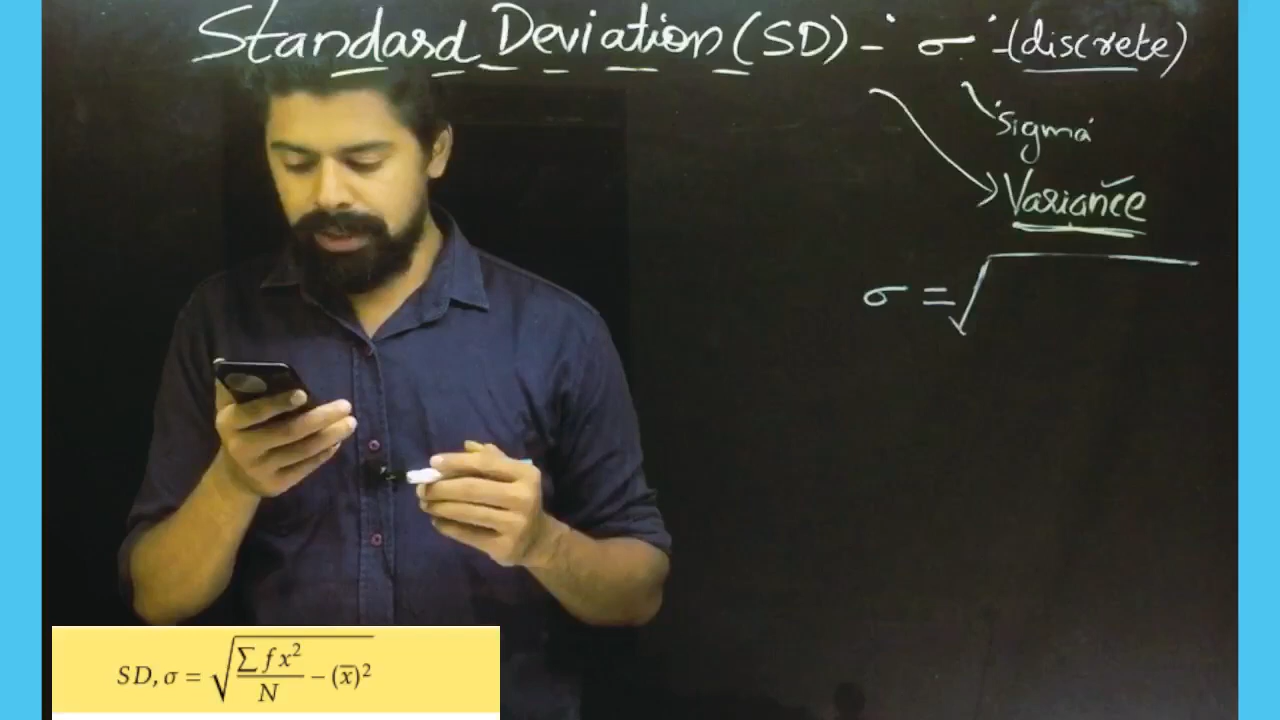 Standard Deviation (SD) - 'σ' - (discrete)
'Sigma'
Variance
σ = √
SD, σ = √(∑fx²/N − (x̅)²)